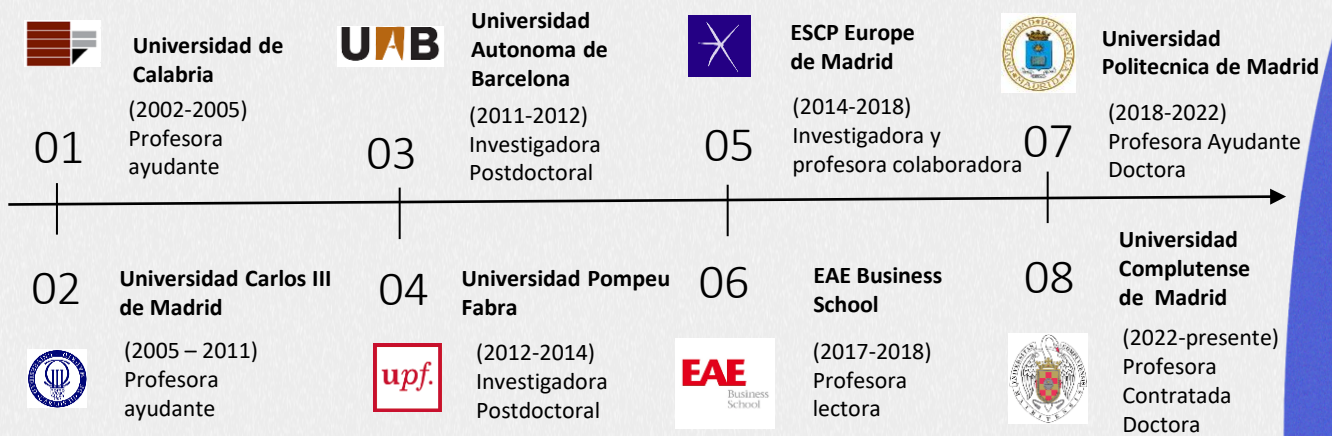 Universidad de
Calabria
(2002-2005)
Profesora
ayudante
01
UAB
Universidad
Autonoma de
Barcelona
(2011-2012)
Investigadora
Postdoctoral
03
ESCP Europe
de Madrid
(2014-2018)
Investigadora y
profesora colaboradora
05
Universidad
Politecnica de Madrid
(2018-2022)
Profesora Ayudante
Doctora
07
02
Universidad Carlos III
de Madrid
(2005 – 2011)
Profesora
ayudante
04
Universidad Pompeu
Fabra
upf.
(2012-2014)
Investigadora
Postdoctoral
06
EAE Business
School
EAE
Business
School
(2017-2018)
Profesora
lectora
08
Universidad
Complutense
de Madrid
(2022-presente)
Profesora
Contratada
Doctora